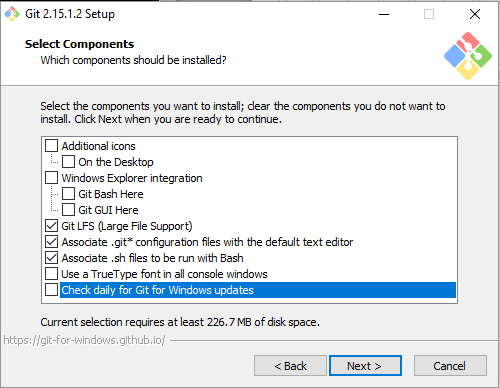 Git 2.15.1.2 Setup
Select Components
Which components should be installed?
Select the components you want to install; clear the components you do not want to
install. Click Next when you are ready to continue.
Additional icons
On the Desktop
Windows Explorer integration
Git Bash Here
Git GUI Here
Git LFS (Large File Support)
Associate .git* configuration files with the default text editor
Associate .sh files to be run with Bash
Use a TrueType font in all console windows
Check daily for Git for Windows updates
Current selection requires at least 226.7 MB of disk space.
https://git-for-windows.github.io/
< Back
Next >
Cancel